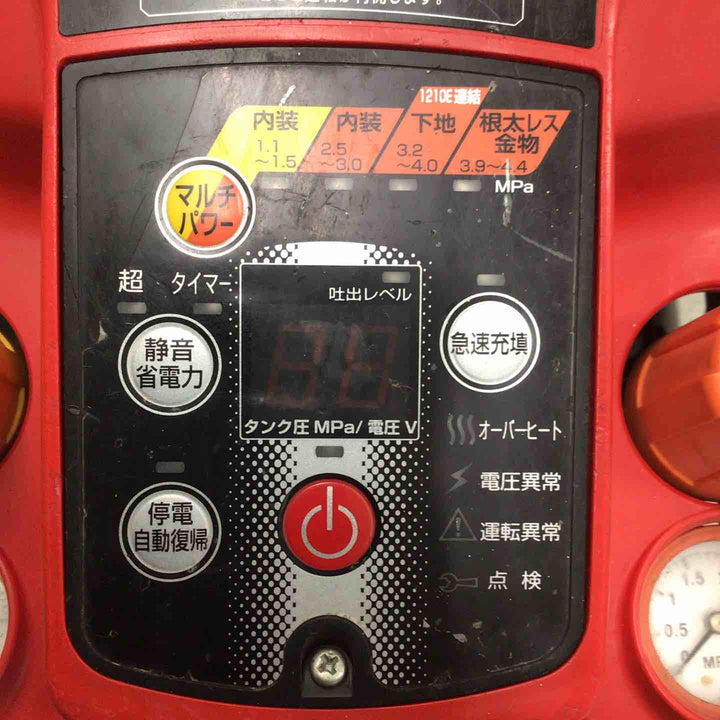 1210E連結
内装
内装
下地
根太レス
金物
1.1
～1.5
2.5
～3.0
3.2
～4.0
3.9～4.4
MPa
マルチ
パワー
超 タイマー
吐出レベル
静音
省電力
急速充填
タンク圧 MPa/ 電圧 V
オーバーヒート
電圧異常
停電
自動復帰
運転異常
点検
1.5
1
0.5
0